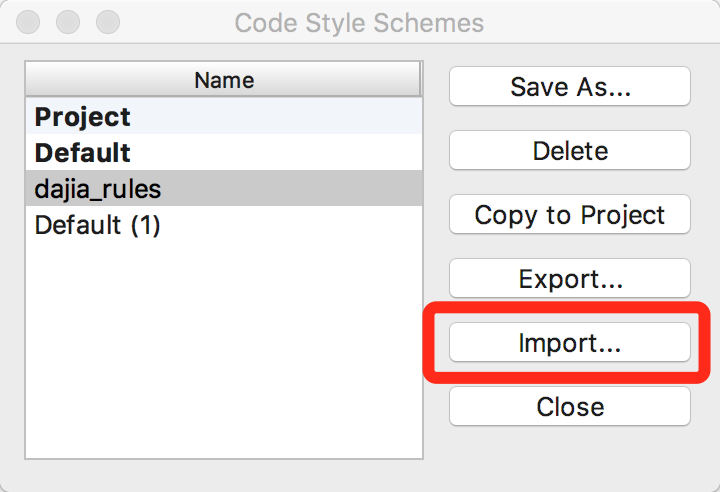 Code Style Schemes
Name
Project
Default
dajia_rules
Default (1)
Save As...
Delete
Copy to Project
Export...
Import...
Close